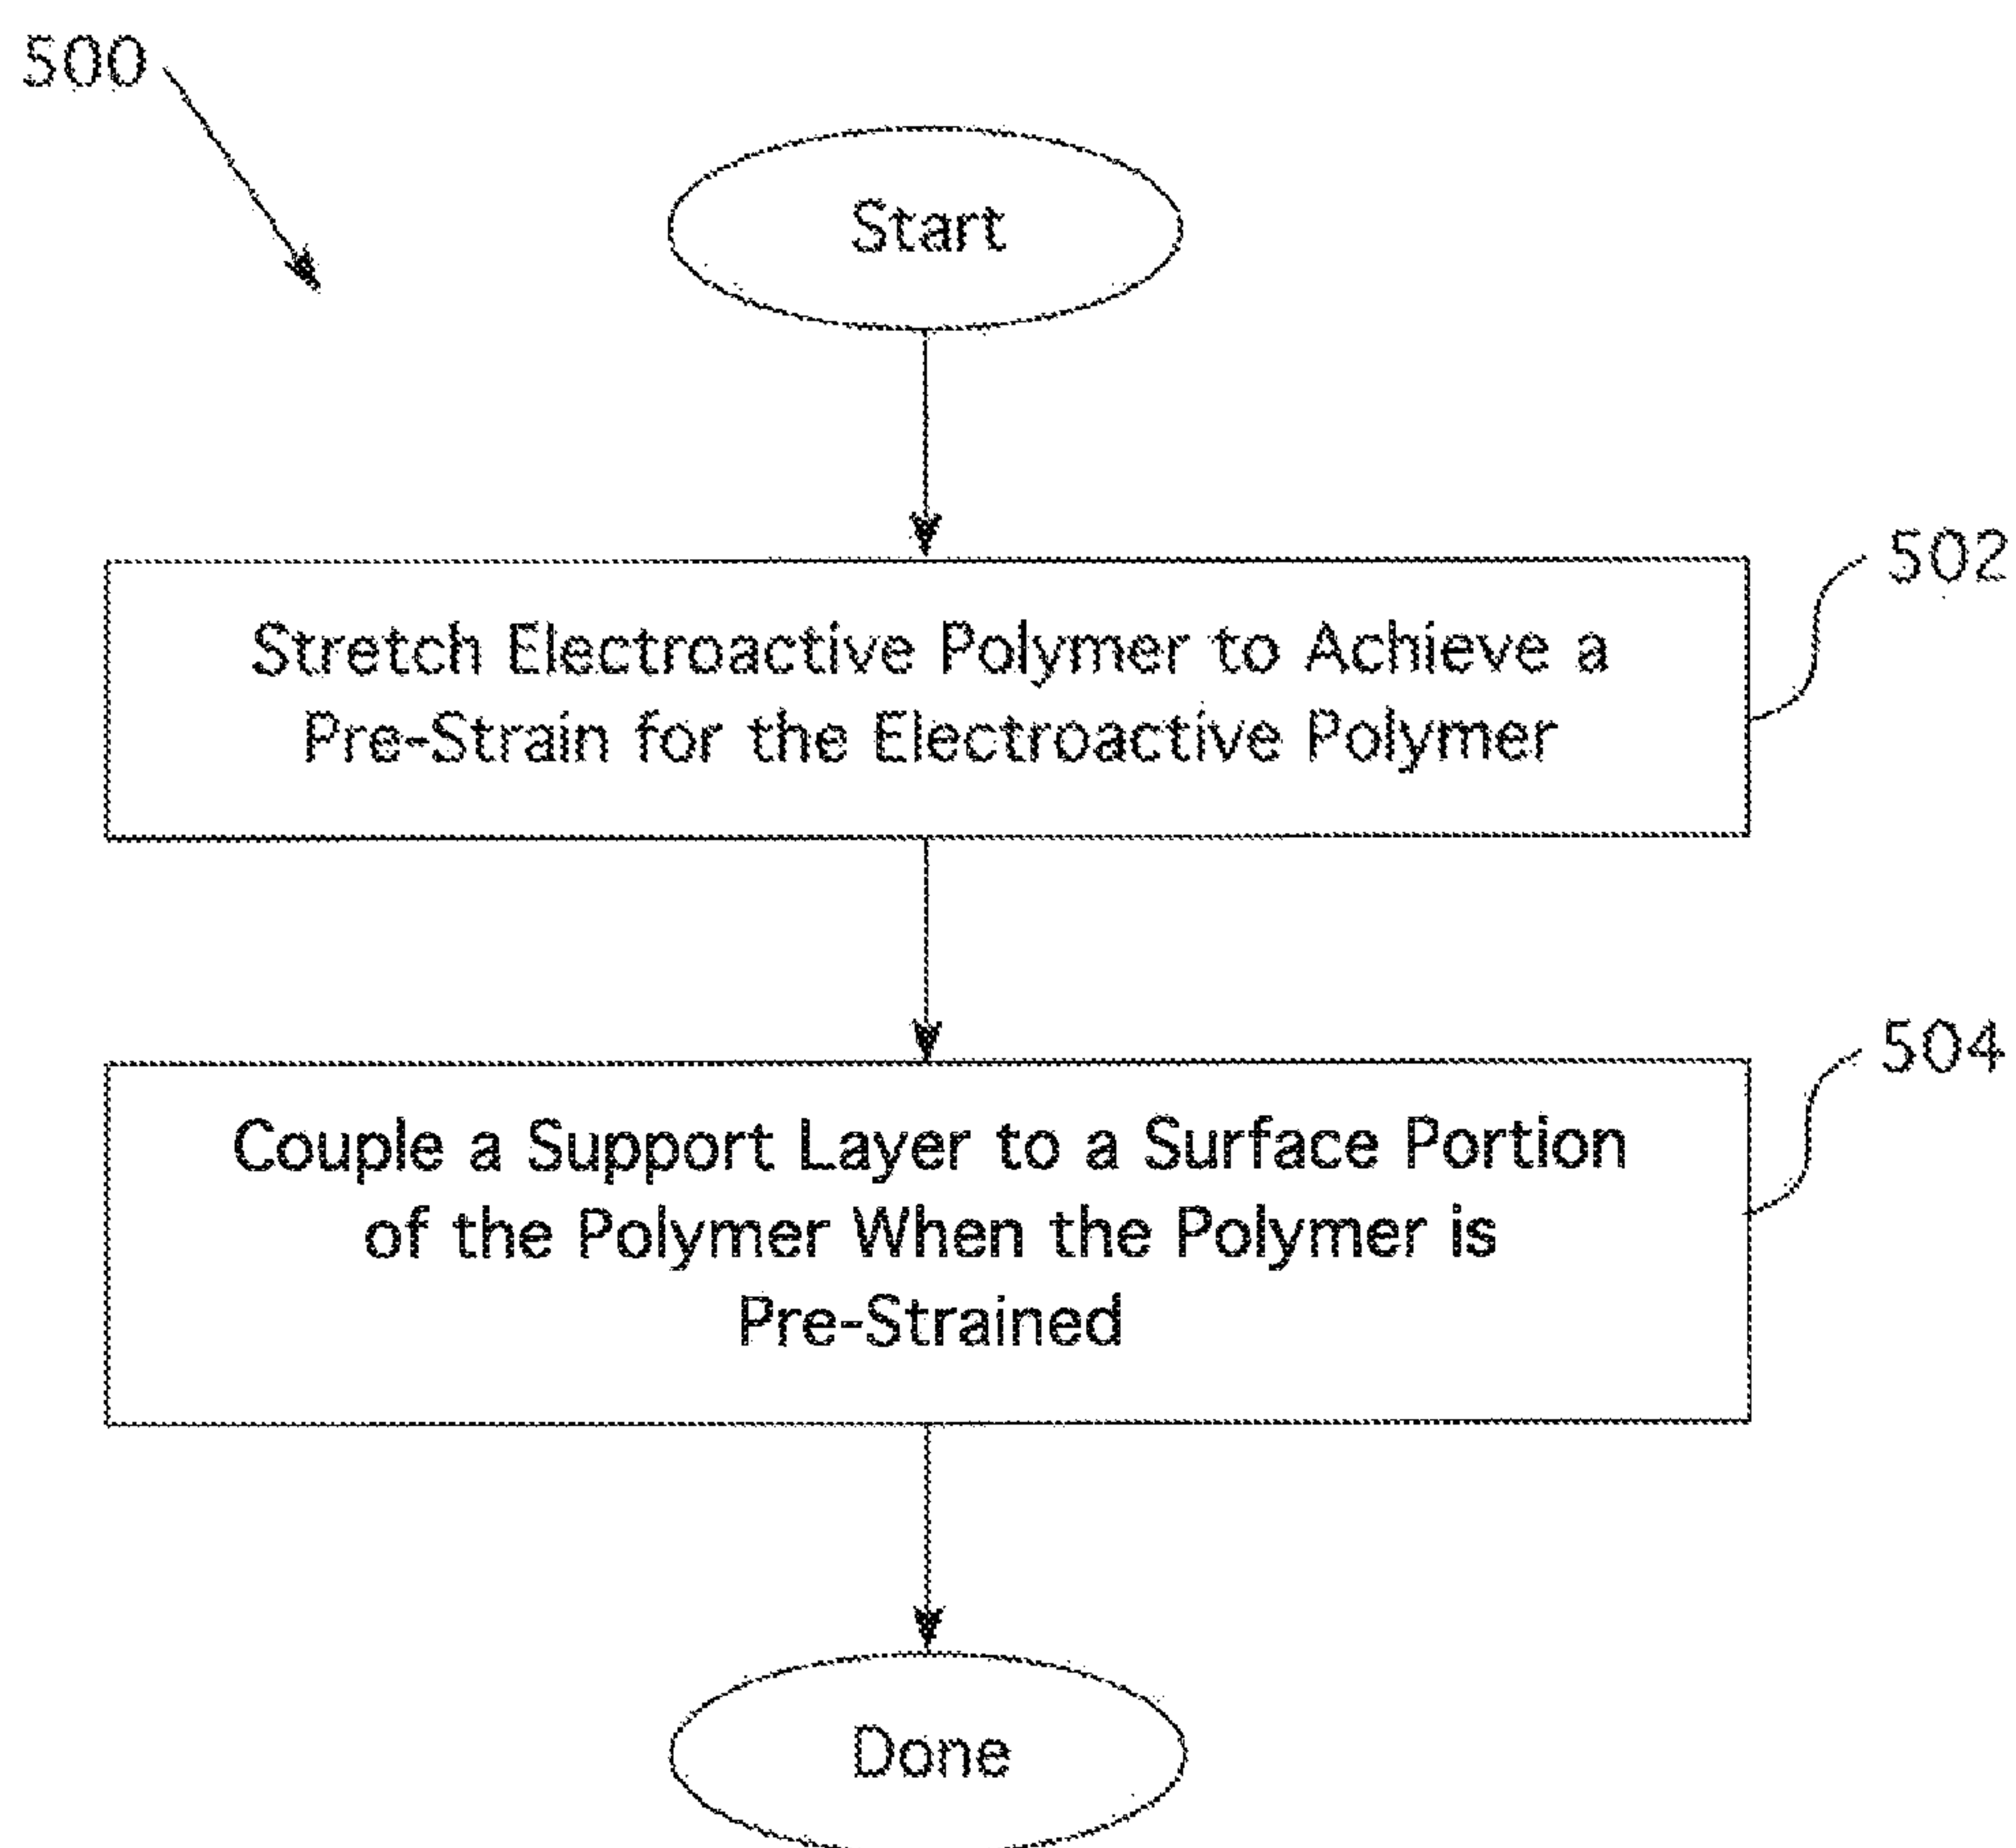 500
Start
502
Stretch Electroactive Polymer to Achieve a
Pre-Strain for the Electroactive Polymer
504
Couple a Support Layer to a Surface Portion
of the Polymer When the Polymer is
Pre-Strained
Done